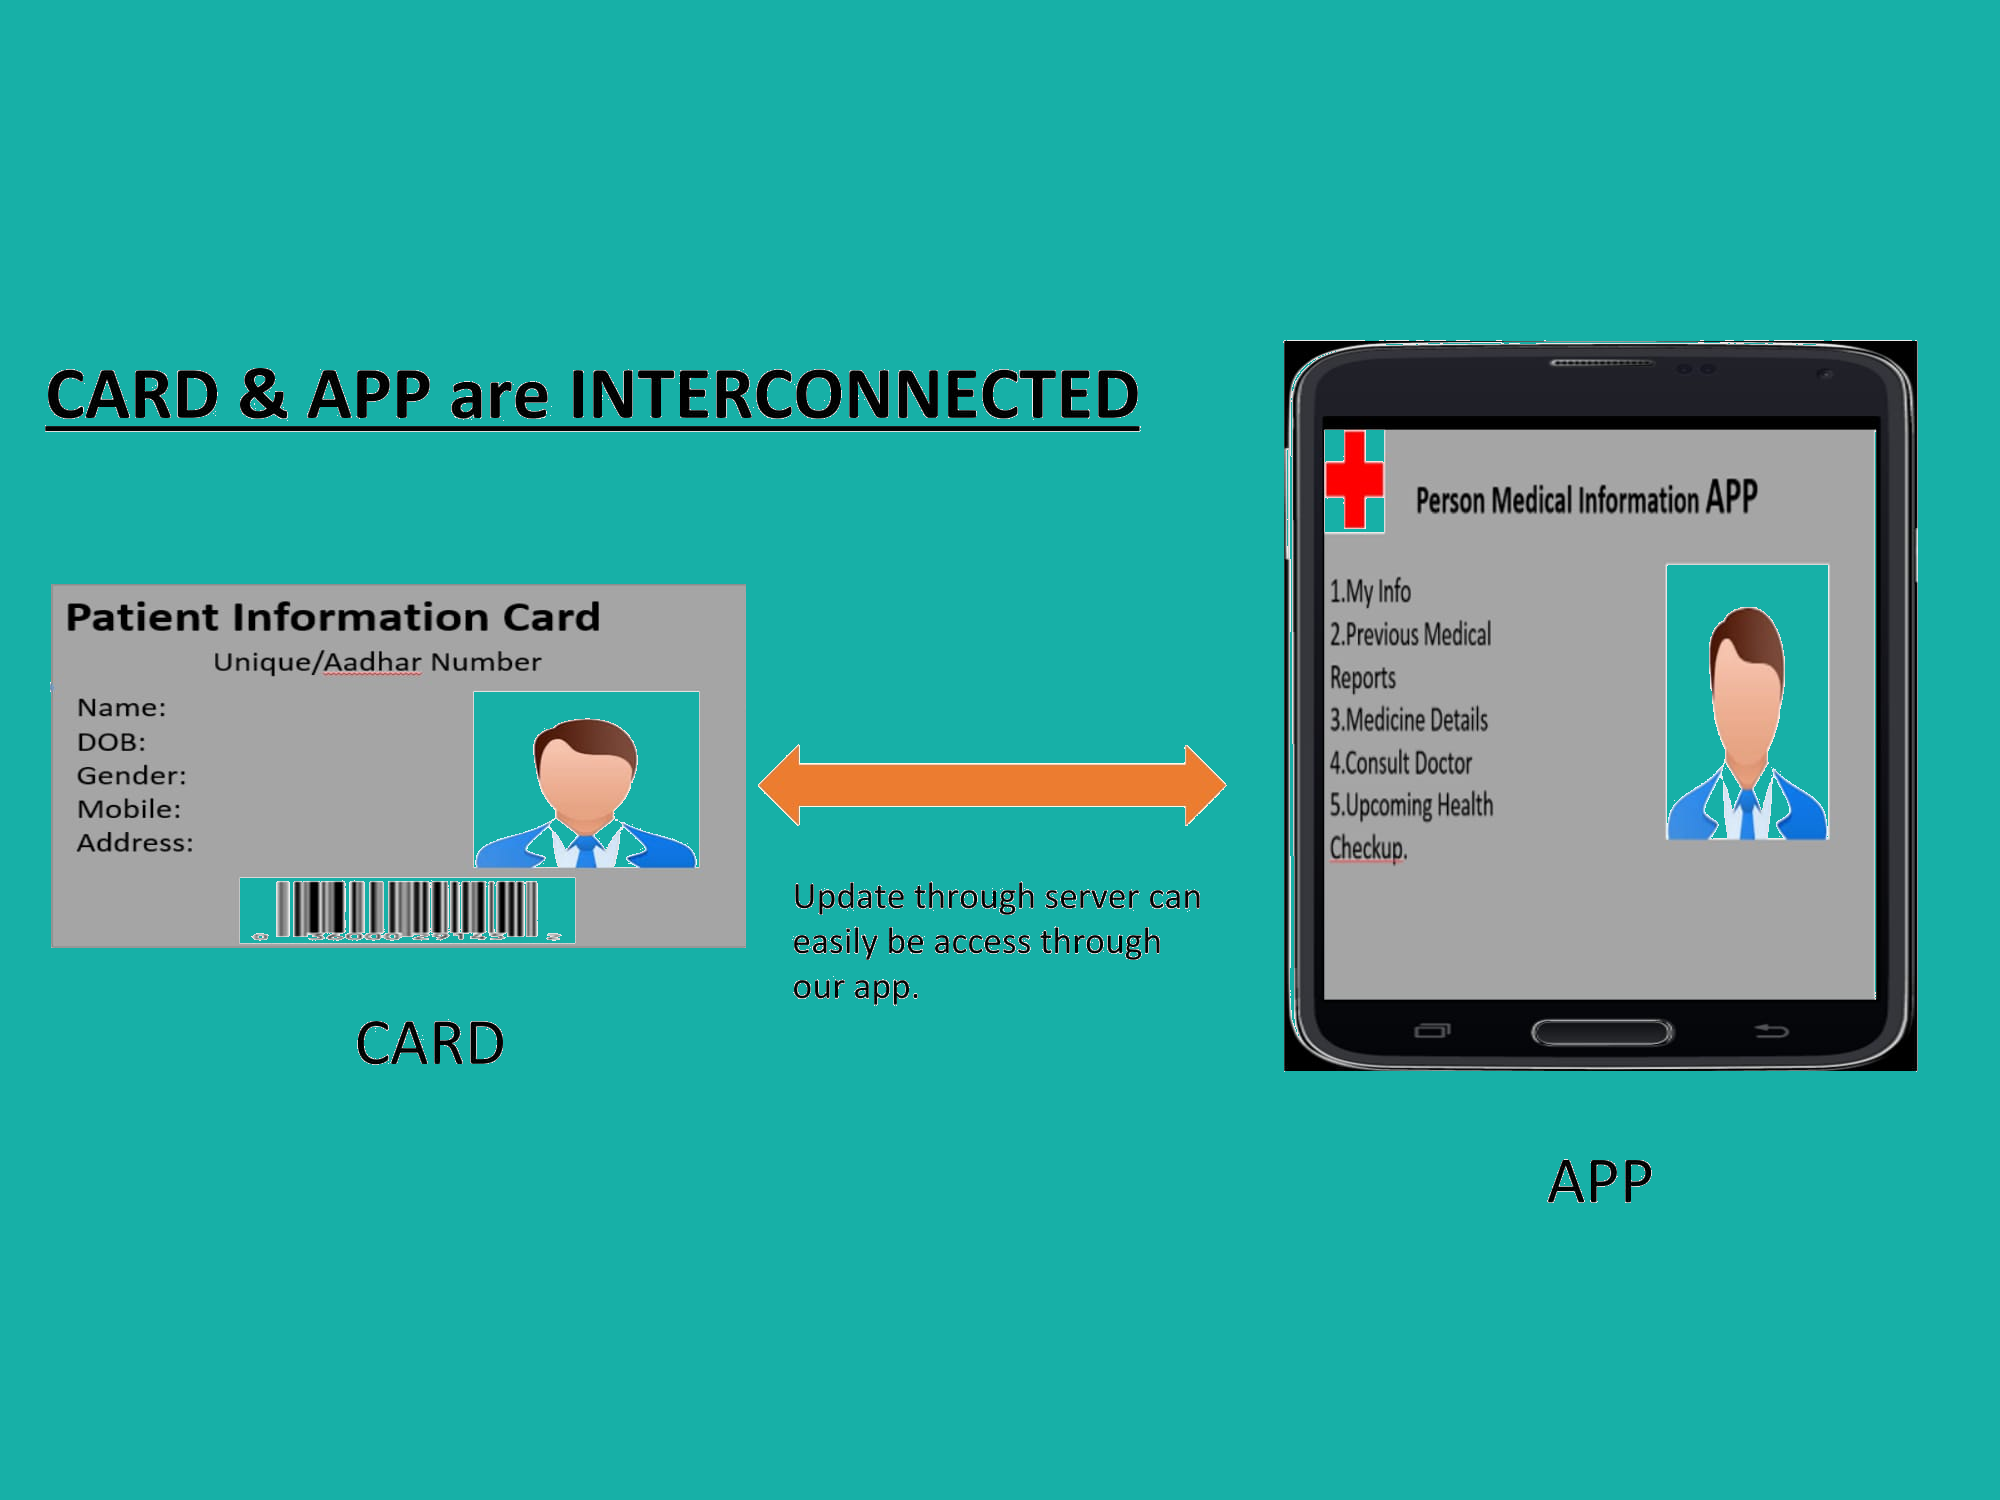 CARD & APP are INTERCONNECTED
Patient Information Card
Unique/Aadhar Number
Name:
DOB:
Gender:
Mobile:
Address:
CARD
Update through server can
easily be access through
our app.
Person Medical Information APP
1.My Info
2.Previous Medical
Reports
3.Medicine Details
4.Consult Doctor
5.Upcoming Health
Checkup.
APP